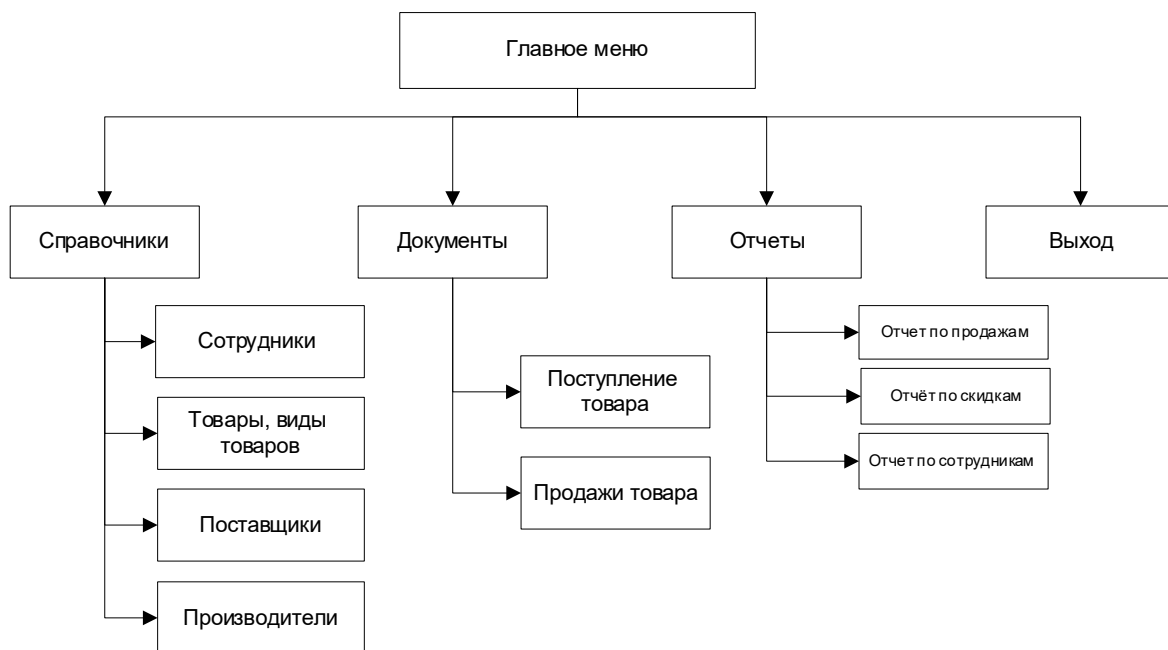 Главное меню
Справочники
Документы
Отчеты
Выход
Сотрудники
Товары, виды
товаров
Поставщики
Производители
Поступление
товара
Продажи товара
Отчет по продажам
Отчёт по скидкам
Отчет по сотрудникам